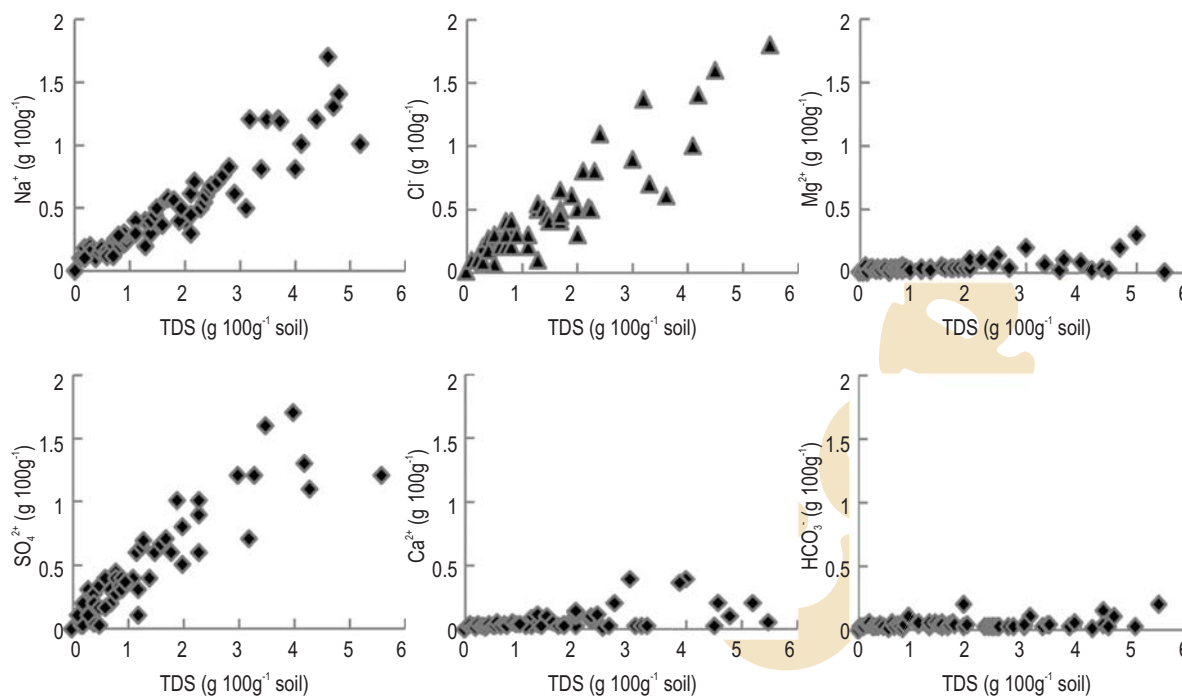 2
1.5
1
0.5
0
Na⁺ (g 100g⁻¹)
0 1 2 3 4 5 6
TDS (g 100g⁻¹ soil)
2
1.5
1
0.5
0
Cl⁻ (g 100g⁻¹)
0 1 2 3 4 5 6
TDS (g 100g⁻¹ soil)
2
1.5
1
0.5
0
Mg²⁺ (g 100g⁻¹)
0 1 2 3 4 5 6
TDS (g 100g⁻¹ soil)
2
1.5
1
0.5
0
SO₄²⁺ (g 100g⁻¹)
0 1 2 3 4 5 6
TDS (g 100g⁻¹ soil)
2
1.5
1
0.5
0
Ca²⁺ (g 100g⁻¹)
0 1 2 3 4 5 6
TDS (g 100g⁻¹ soil)
2
1.5
1
0.5
0
HCO₃⁻ (g 100g⁻¹)
0 1 2 3 4 5 6
TDS (g 100g⁻¹ soil)